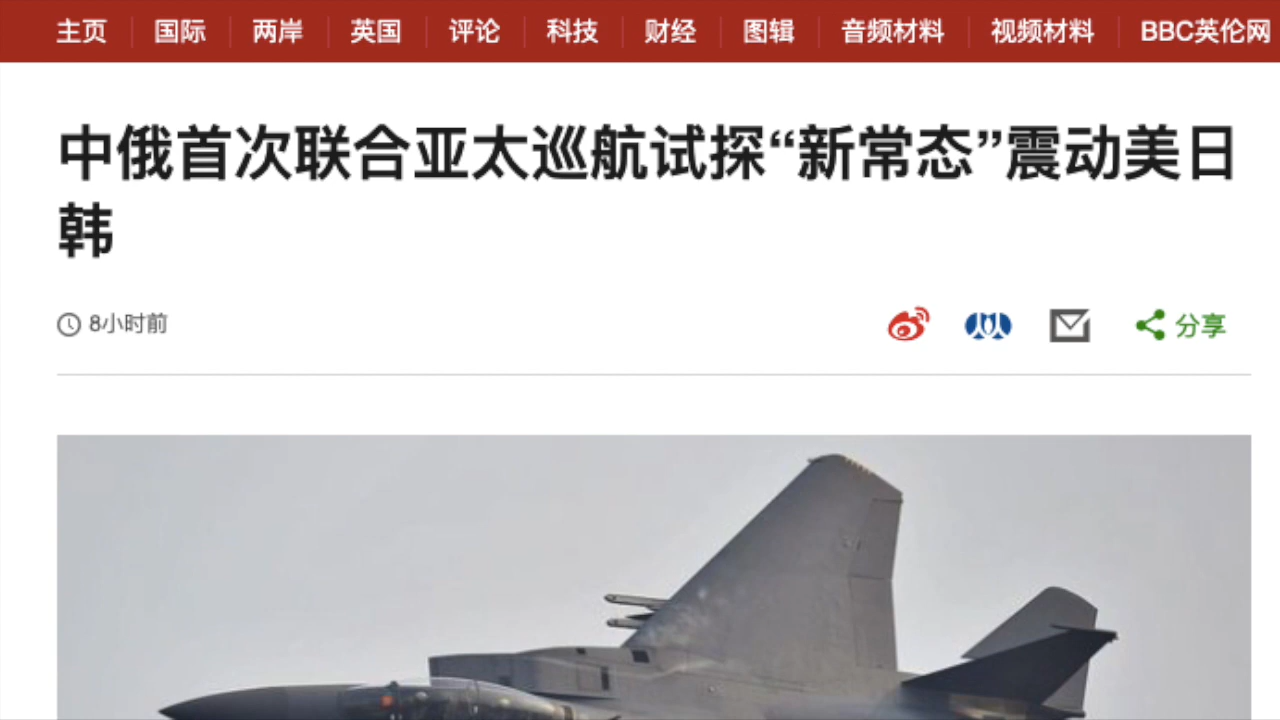 主页 国际 两岸 英国 评论 科技 财经 图辑 音频材料 视频材料 BBC英伦网
中俄首次联合亚太巡航试探“新常态”震动美日
韩
8小时前 分享